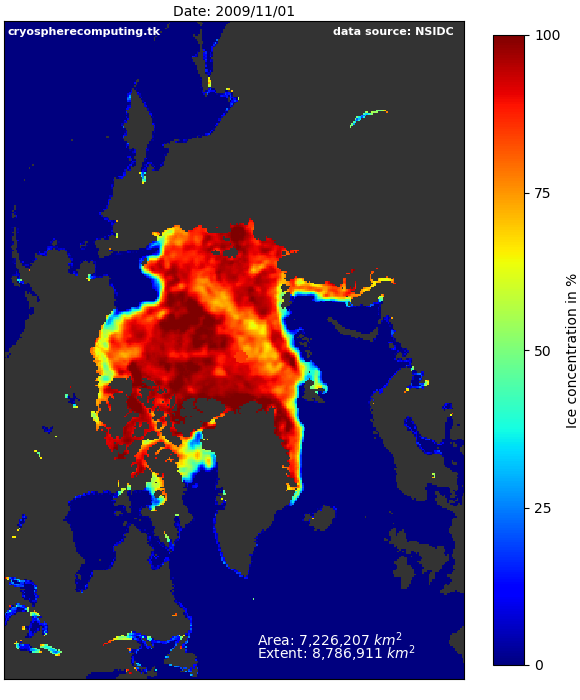 Date: 2009/11/01
cryospherecomputing.tk
data source: NSIDC
100
75
50
25
0
Ice concentration in %
Area: 7,226,207 km²
Extent: 8,786,911 km²